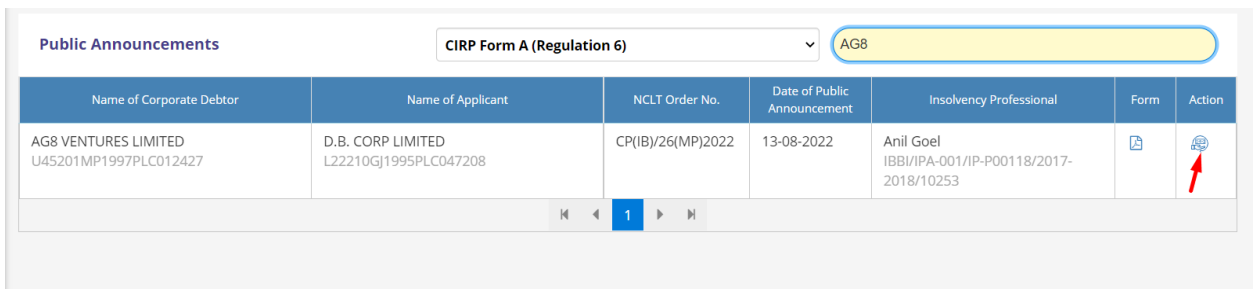 Public Announcements
CIRP Form A (Regulation 6)
AG8
Name of Corporate Debtor
Name of Applicant
NCLT Order No.
Date of Public
Announcement
Insolvency Professional
Form
Action
AG8 VENTURES LIMITED
U45201MP1997PLC012427
D.B. CORP LIMITED
L22210GJ1995PLC047208
CP(IB)/26(MP)2022
13-08-2022
Anil Goel
IBBI/IPA-001/IP-P00118/2017-
2018/10253
1